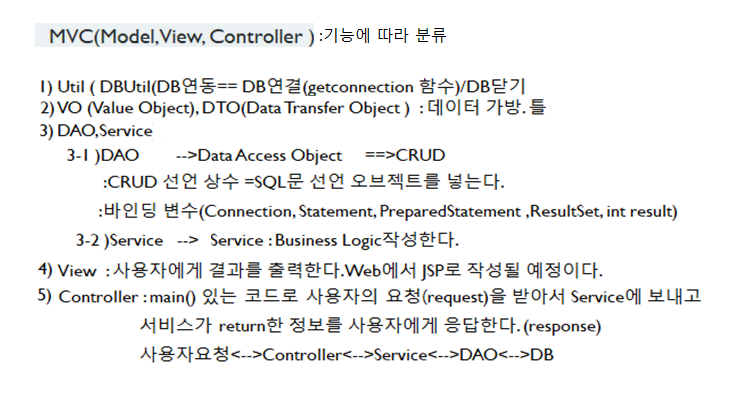 MVC(Model,View, Controller ) :기능에 따라 분류
1) Util ( DBUtil(DB연동== DB연결(getconnection 함수)/DB닫기
2) VO (Value Object), DTO(Data Transfer Object ) : 데이터 가방. 틀
3) DAO,Service
3-1 )DAO -->Data Access Object ==>CRUD
:CRUD 선언 상수 =SQL문 선언 오브젝트를 넣는다.
:바인딩 변수(Connection, Statement, PreparedStatement ,ResultSet, int result)
3-2 )Service --> Service : Business Logic작성한다.
4) View : 사용자에게 결과를 출력한다.Web에서 JSP로 작성될 예정이다.
5) Controller : main() 있는 코드로 사용자의 요청(request)을 받아서 Service에 보내고
서비스가 return한 정보를 사용자에게 응답한다. (response)
사용자요청<-->Controller<-->Service<-->DAO<-->DB